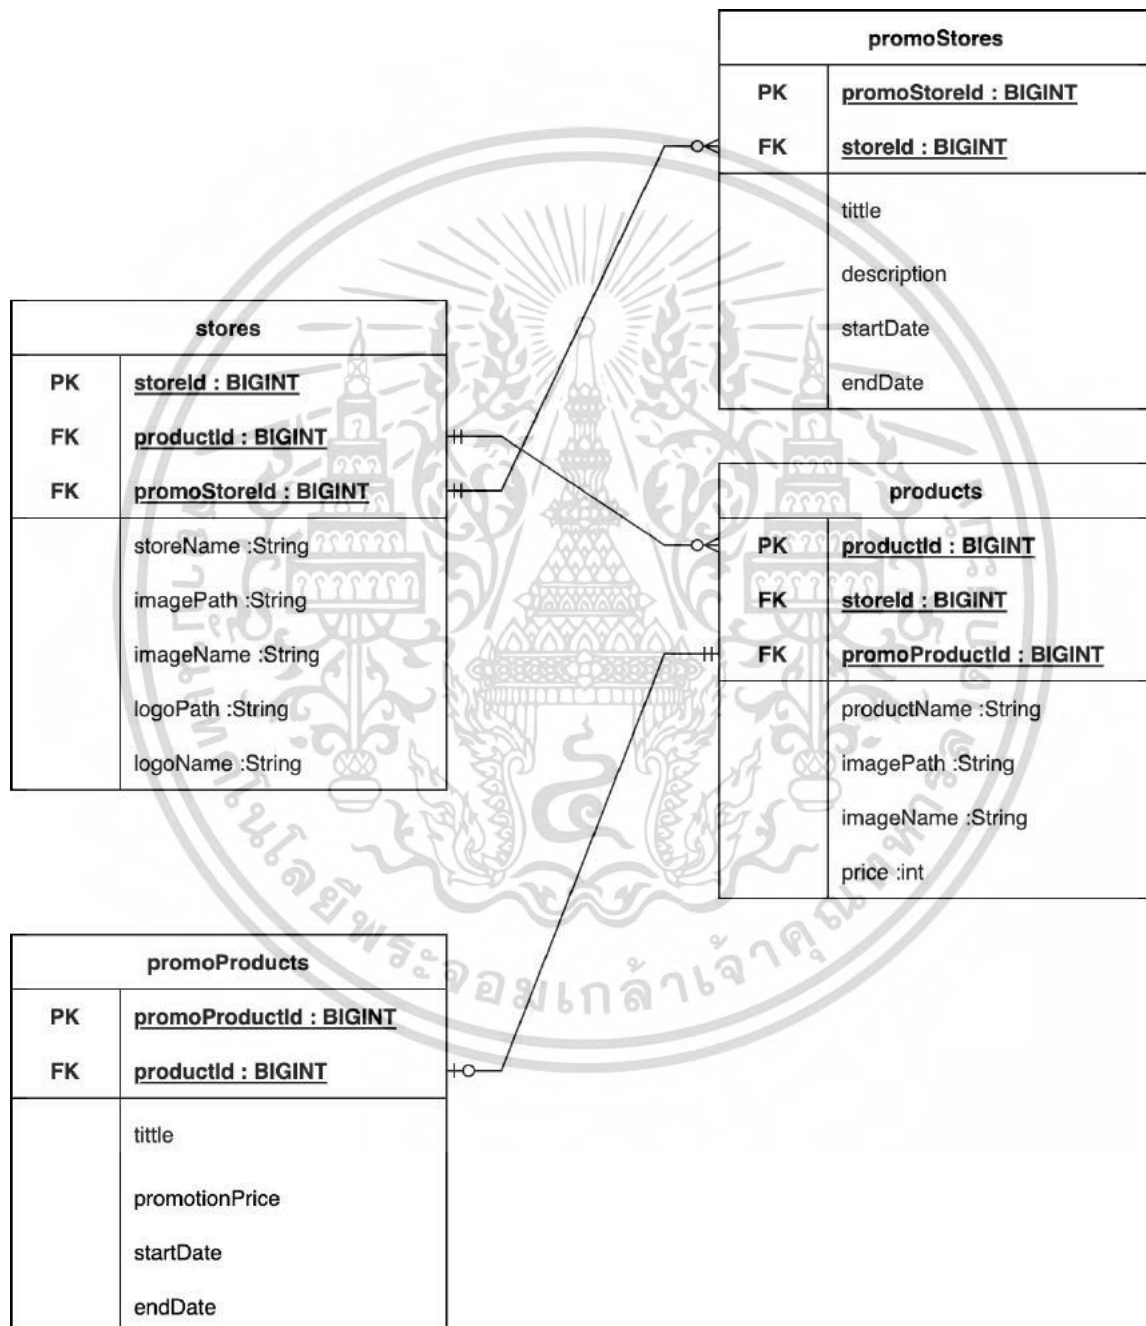 promoStores
PK promoStoreId : BIGINT
FK storeId : BIGINT
tittle
description
startDate
endDate
stores
PK storeId : BIGINT
FK productId : BIGINT
FK promoStoreId : BIGINT
storeName :String
imagePath :String
imageName :String
logoPath :String
logoName :String
products
PK productId : BIGINT
FK storeId : BIGINT
FK promoProductId : BIGINT
productName :String
imagePath :String
imageName :String
price :int
promoProducts
PK promoProductId : BIGINT
FK productId : BIGINT
tittle
promotionPrice
startDate
endDate